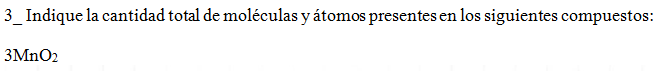 3_ Indique la cantidad total de moléculas y átomos presentes en los siguientes compuestos:
3MnO2